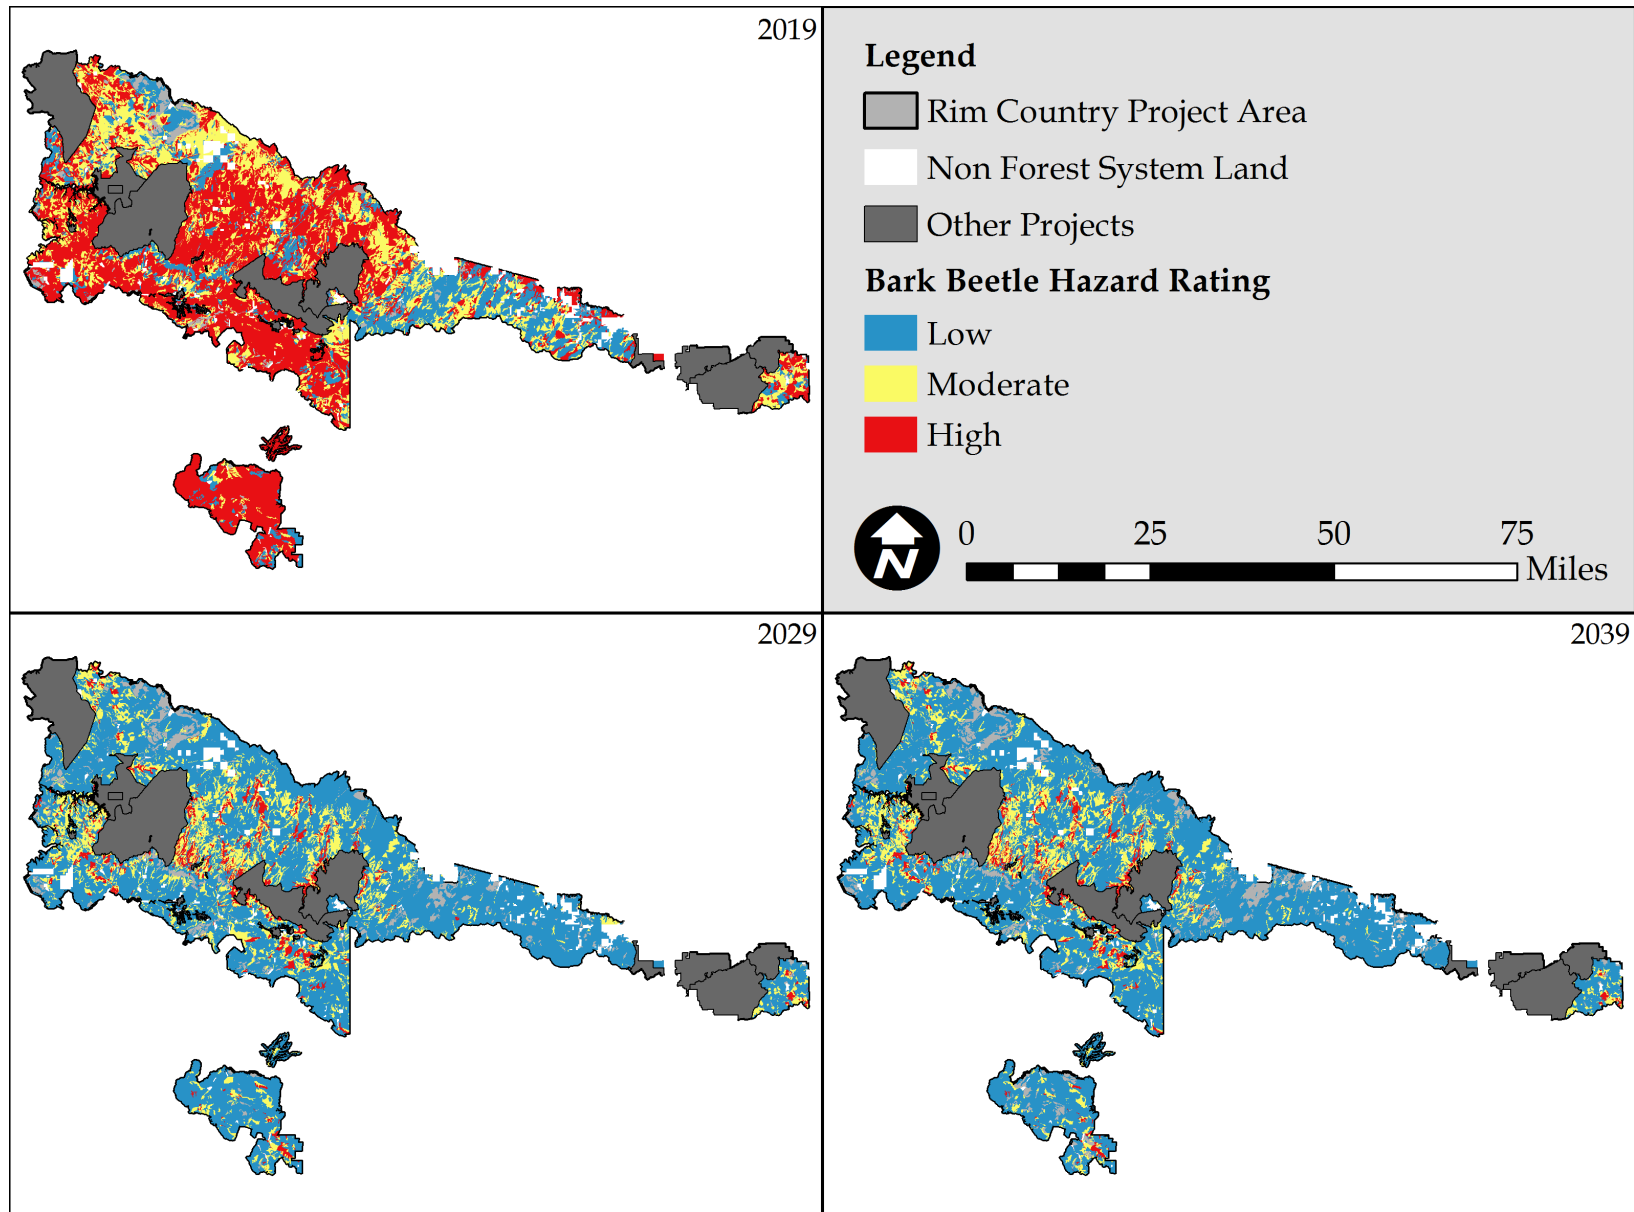 2019
Legend
Rim Country Project Area
Non Forest System Land
Other Projects
Bark Beetle Hazard Rating
Low
Moderate
High
N
0 25 50 75
Miles
2029
2039